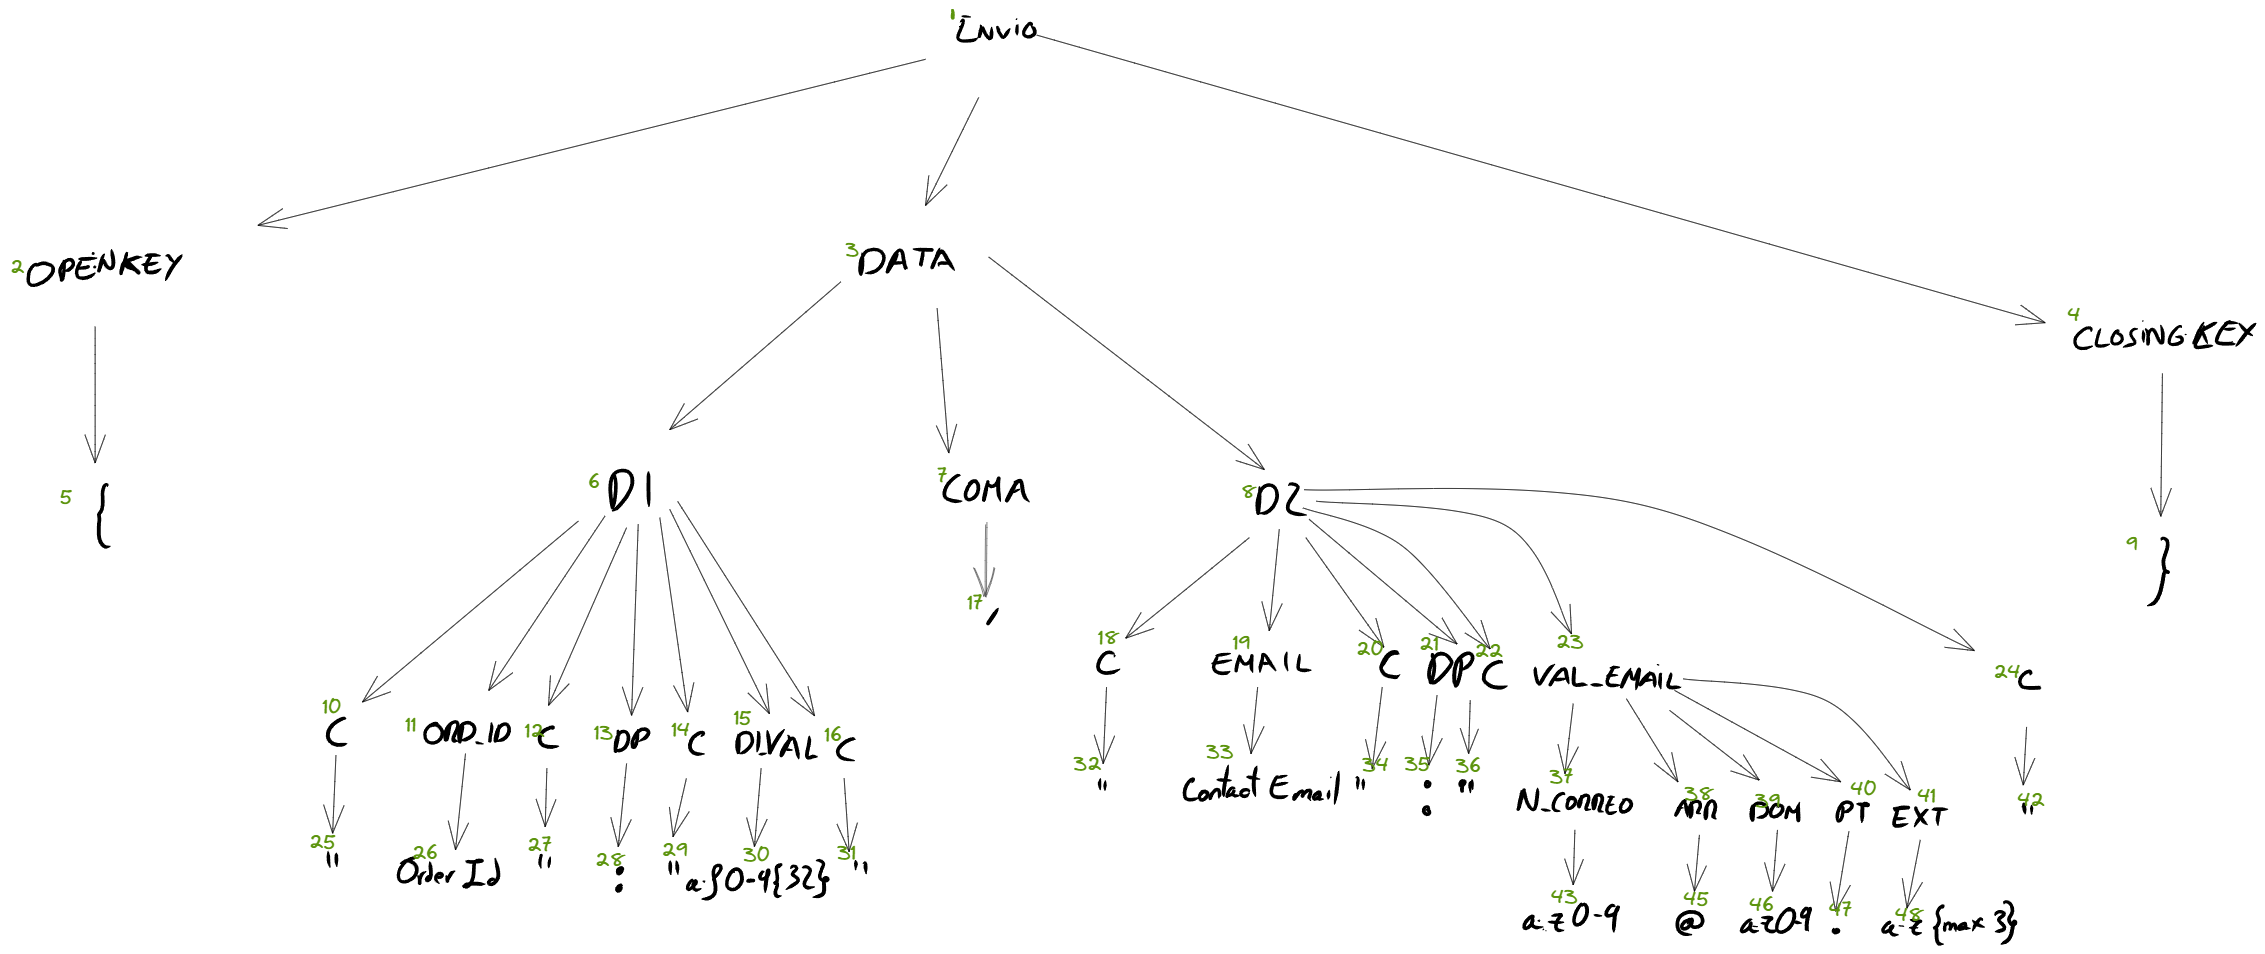 1 Envio
2 OPENKEY
3 DATA
4 CLOSING KEY
5 {
6 D1
7 COMA
8 D2
9 }
10 C
11 ORD_ID
12 C
13 DP
14 C
15 D1_VAL
16 C
17 ,
18 C
19 EMAIL
20 C
21 DP
22 C
23 VAL_EMAIL
24 C
25 "
26 Order Id
27 "
28 :
29 "
30 a-z0-9{32}
31 "
32 "
33 Contact Email
34 "
35 :
36 "
37 N_CORREO
38 ARR
39 DOM
40 PT
41 EXT
42 "
43 a-z0-9
45 @
46 a-z0-9
47 .
48 a-z{max 3}